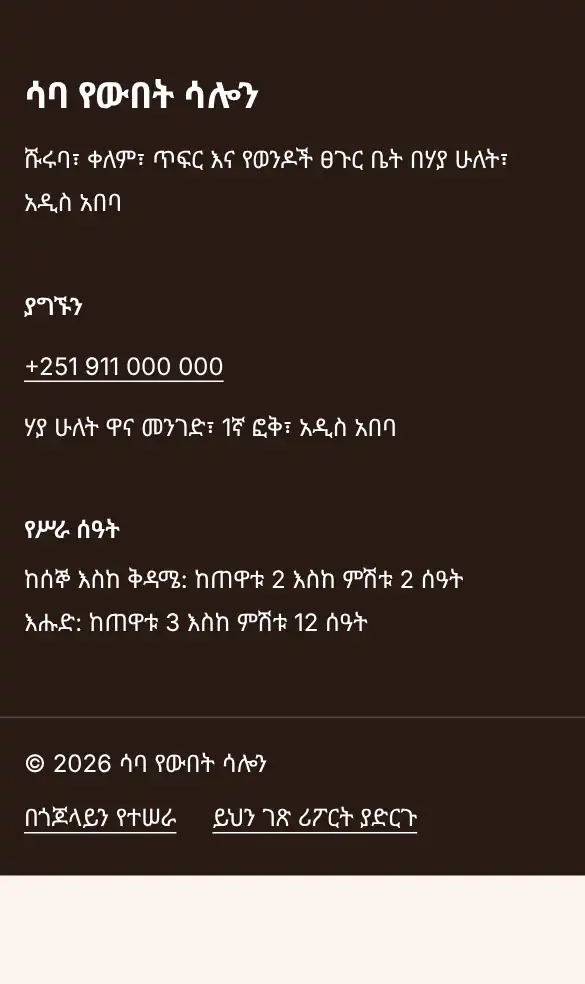 ሳባ የውበት ሳሎን
ሹሩባ፣ ቀለም፣ ጥፍር እና የወንዶች ፀጉር ቤት በሃያ ሁለት፣
አዲስ አበባ
ያግኙን
+251 911 000 000
ሃያ ሁለት ዋና መንገድ፣ 1ኛ ፎቅ፣ አዲስ አበባ
የሥራ ሰዓት
ከሰኞ እስከ ቅዳሜ: ከጠዋቱ 2 እስከ ምሽቱ 2 ሰዓት
እሑድ: ከጠዋቱ 3 እስከ ምሽቱ 12 ሰዓት
© 2026 ሳባ የውበት ሳሎን
በጎጆላይን የተሠራ ይህን ገጽ ሪፖርት ያድርጉ